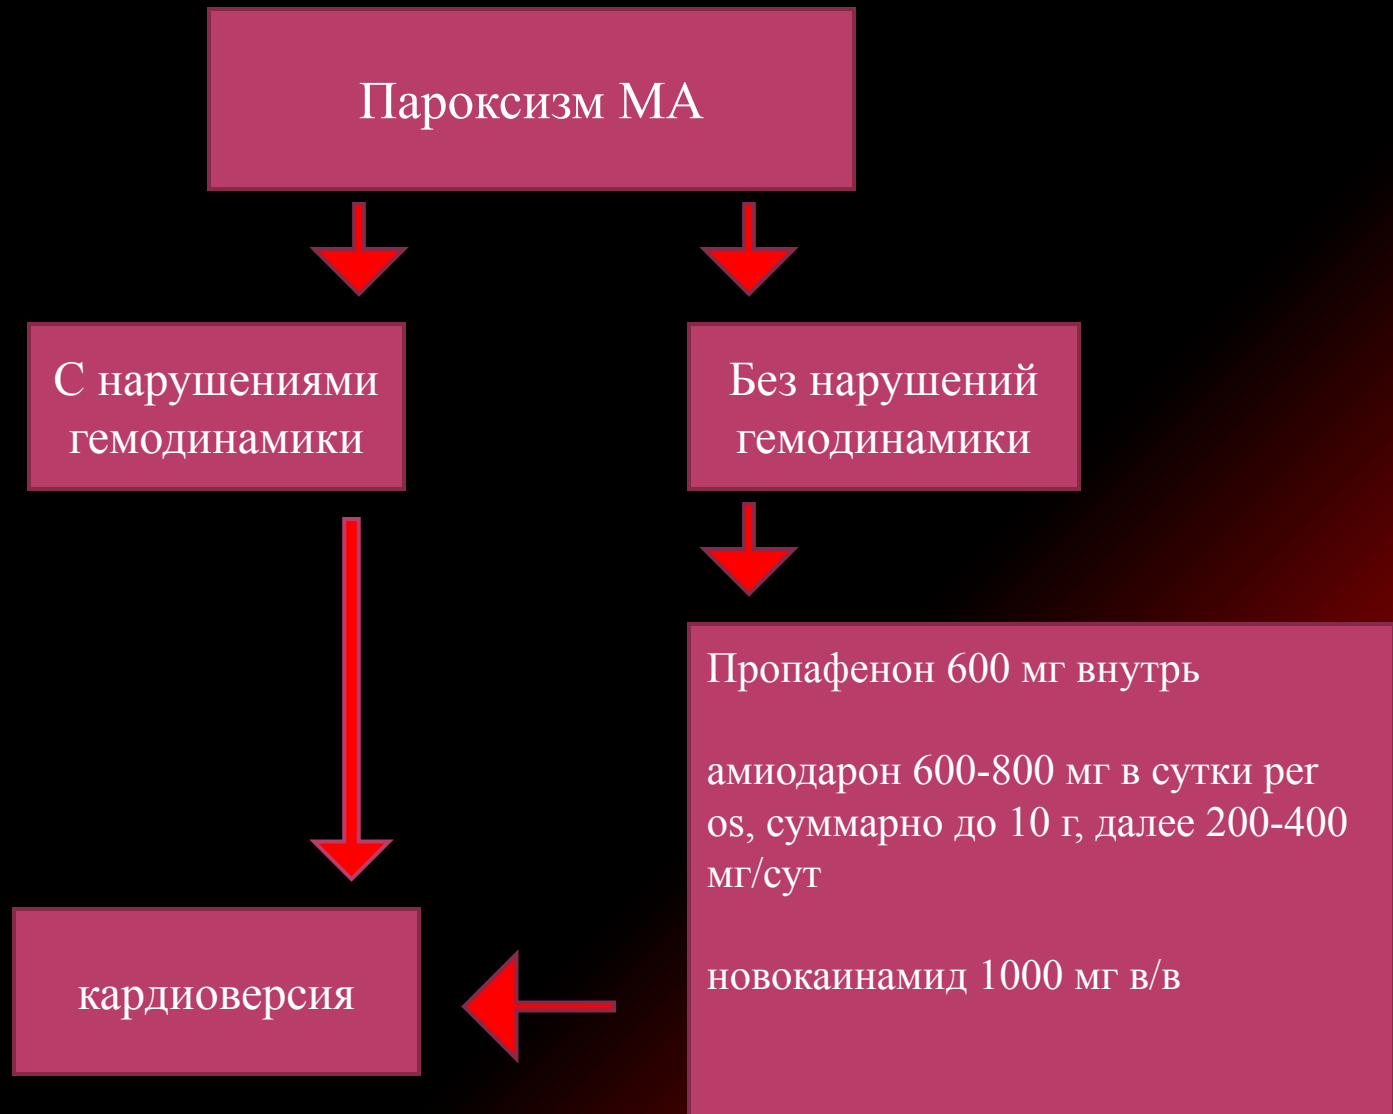 Пароксизм МА
С нарушениями
гемодинамики
Без нарушений
гемодинамики
Пропафенон 600 мг внутрь
амиодарон 600-800 мг в сутки per
os, суммарно до 10 г, далее 200-400
мг/сут
новокаинамид 1000 мг в/в
кардиоверсия